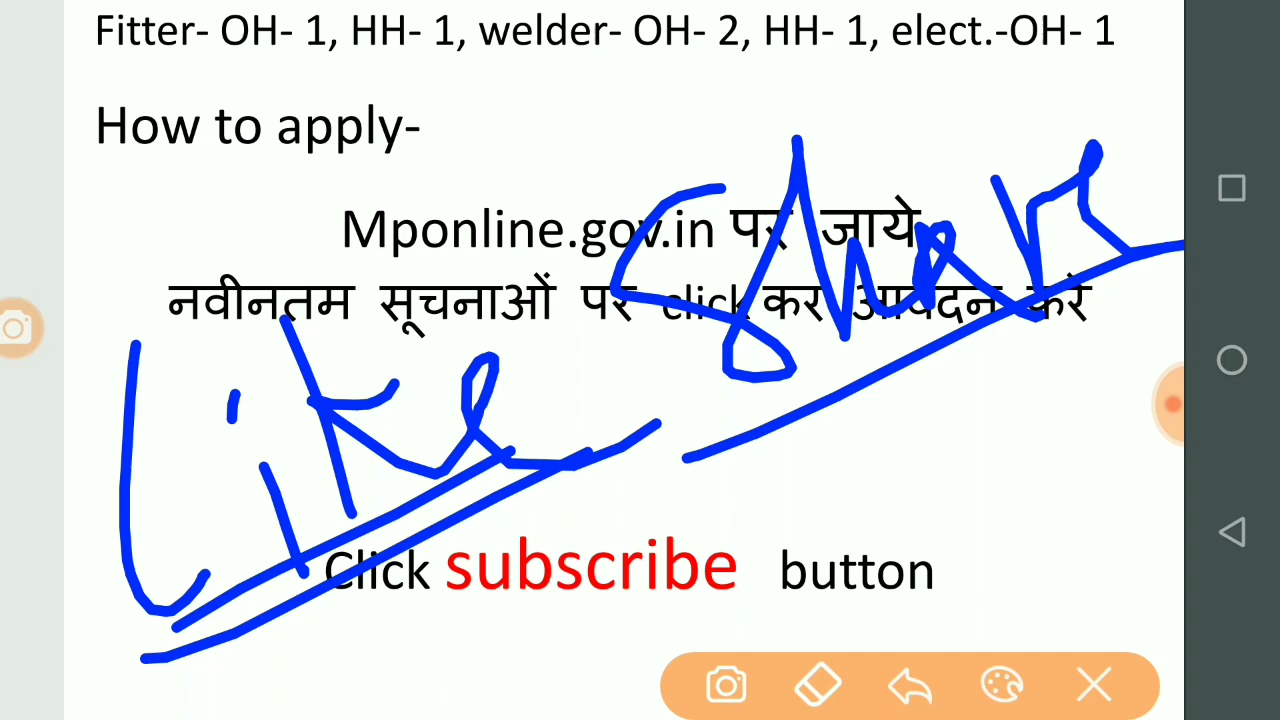 Fitter- OH- 1, HH- 1, welder- OH- 2, HH- 1, elect.-OH- 1
How to apply-
Mponline.gov.in पर जाये
नवीनतम सूचनाओं पर click कर आवेदन करे
Share
Like
Click subscribe button